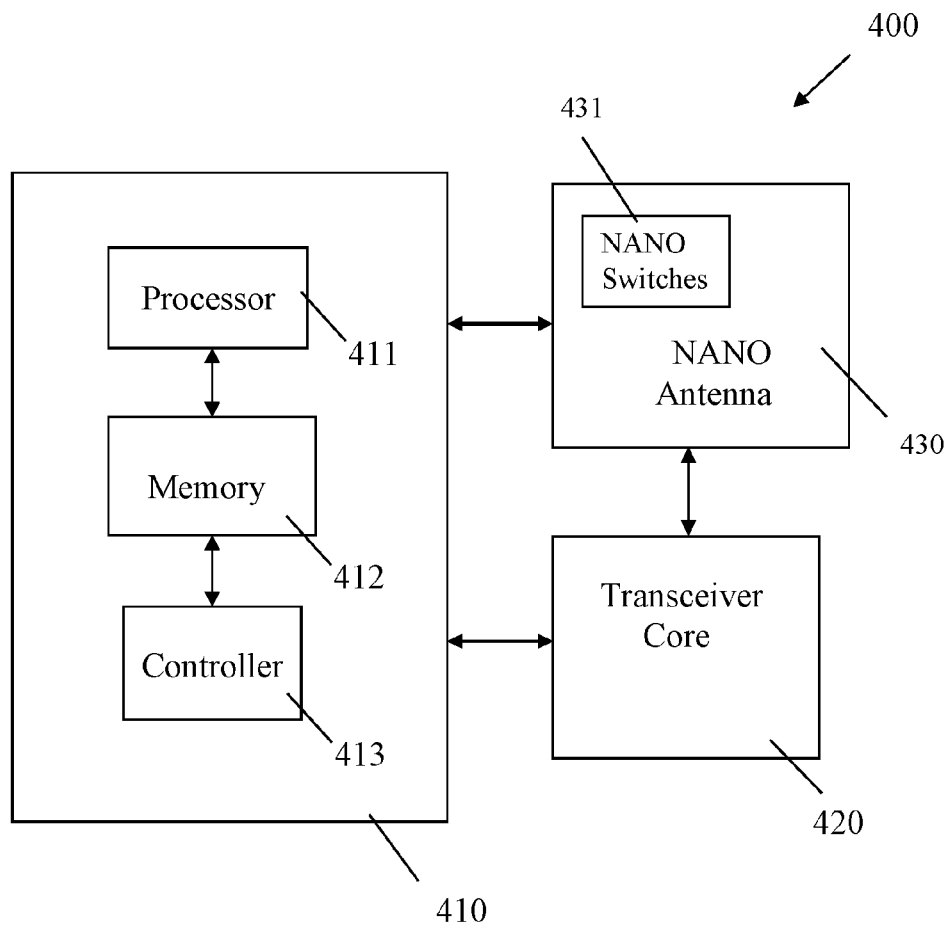 400
431
NANO
Switches
Processor
411
NANO
Antenna
430
Memory
412
Transceiver
Core
Controller
413
420
410